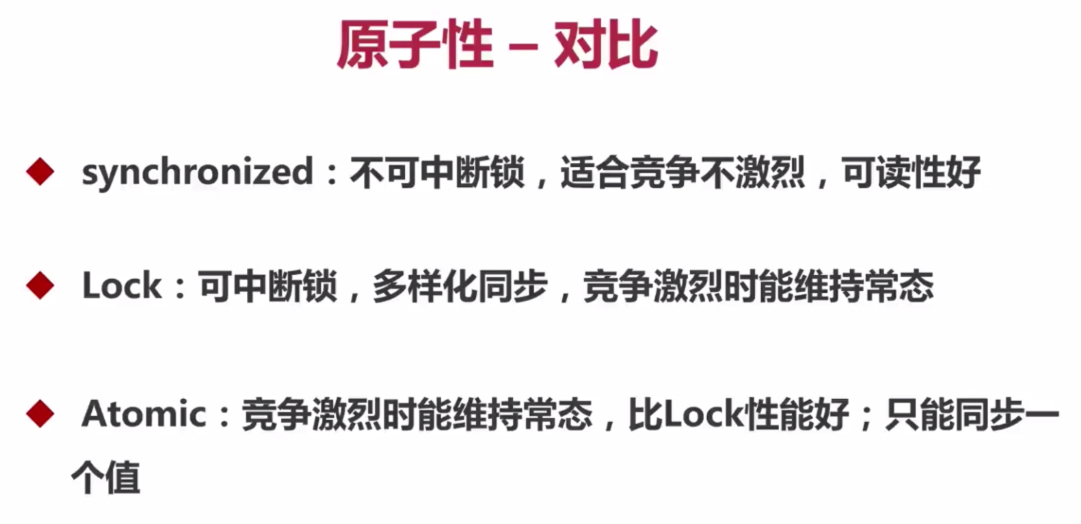 原子性 – 对比
◆ synchronized：不可中断锁，适合竞争不激烈，可读性好
◆ Lock：可中断锁，多样化同步，竞争激烈时能维持常态
◆ Atomic：竞争激烈时能维持常态，比Lock性能好；只能同步一
个值